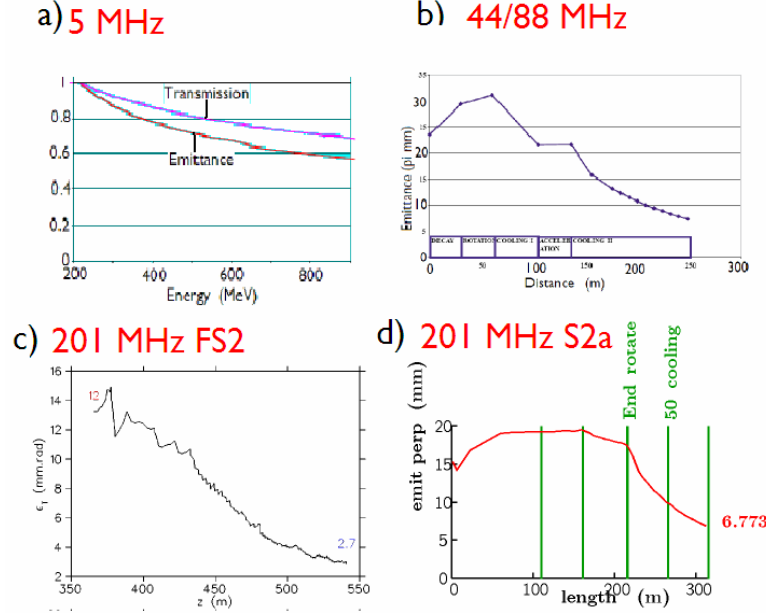 a) 5 MHz
1
0.8
0.6
0.4
0.2
0
Transmission
Emittance
200 400 600 800
Energy (MeV)
b) 44/88 MHz
Emittance (pi mm)
35
30
25
20
15
10
5
0
DECAY ROTATION COOLING I ACCELER ATION COOLING II
0 50 100 150 200 250 300
Distance (m)
c) 201 MHz FS2
16
14
12
10
8
6
4
2
12
2.7
εT (mm.rad)
350 400 450 500 550
z (m)
d) 201 MHz S2a
emit perp (mm)
20
15
10
5
0
End rotate
50 cooling
6.773
0 100 200 300
length (m)